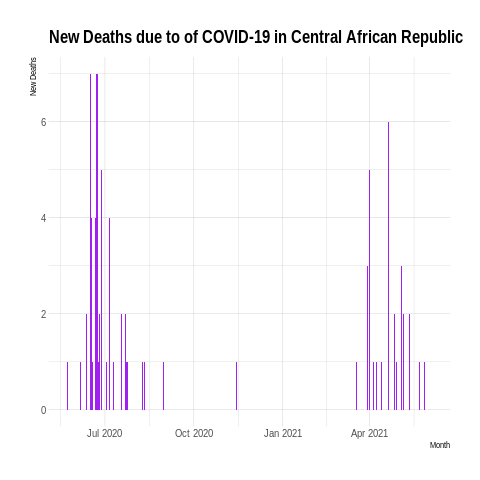 New Deaths due to of COVID-19 in Central African Republic
New Deaths
6
4
2
0
Jul 2020 Oct 2020 Jan 2021 Apr 2021
Month